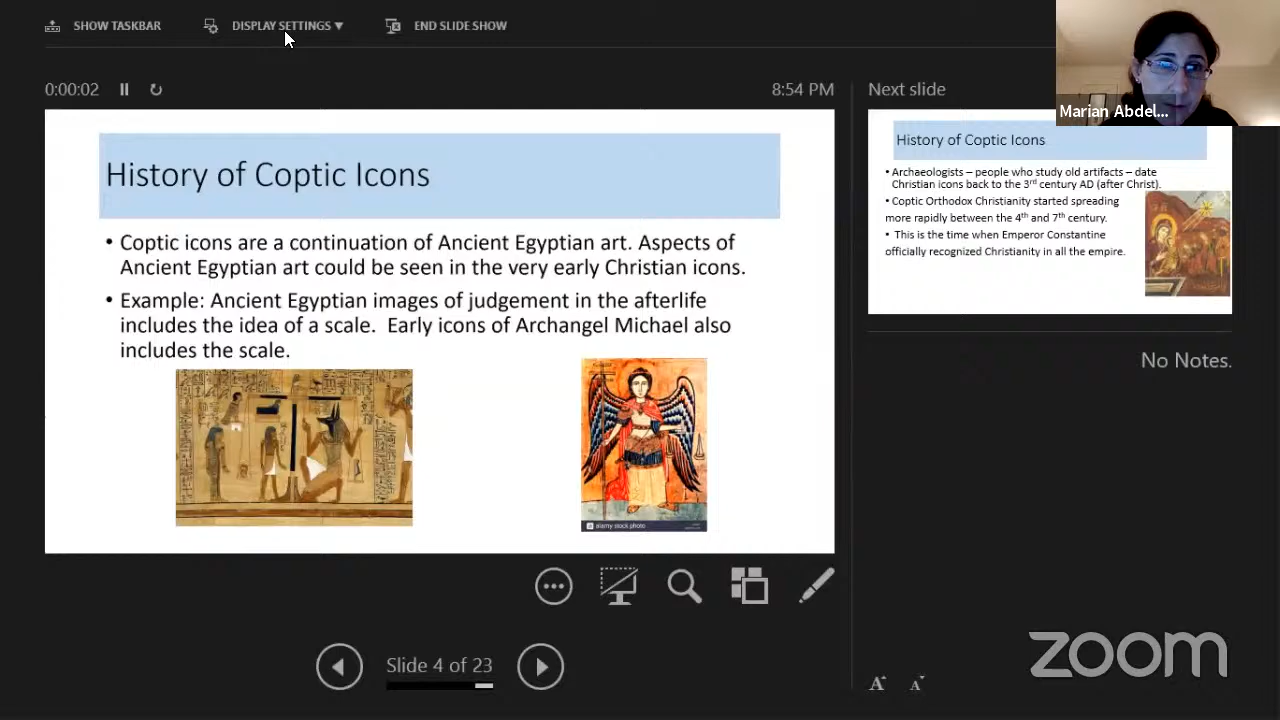 SHOW TASKBAR
DISPLAY SETTINGS ▼
END SLIDE SHOW
0:00:02
8:54 PM
History of Coptic Icons
• Coptic icons are a continuation of Ancient Egyptian art. Aspects of
Ancient Egyptian art could be seen in the very early Christian icons.
• Example: Ancient Egyptian images of judgement in the afterlife
includes the idea of a scale. Early icons of Archangel Michael also
includes the scale.
alamy stock photo
Slide 4 of 23
Next slide
Marian Abdel...
History of Coptic Icons
• Archaeologists – people who study old artifacts – date
Christian icons back to the 3rd century AD (after Christ).
• Coptic Orthodox Christianity started spreading
more rapidly between the 4th and 7th century.
• This is the time when Emperor Constantine
officially recognized Christianity in all the empire.
No Notes.
zoom
A A